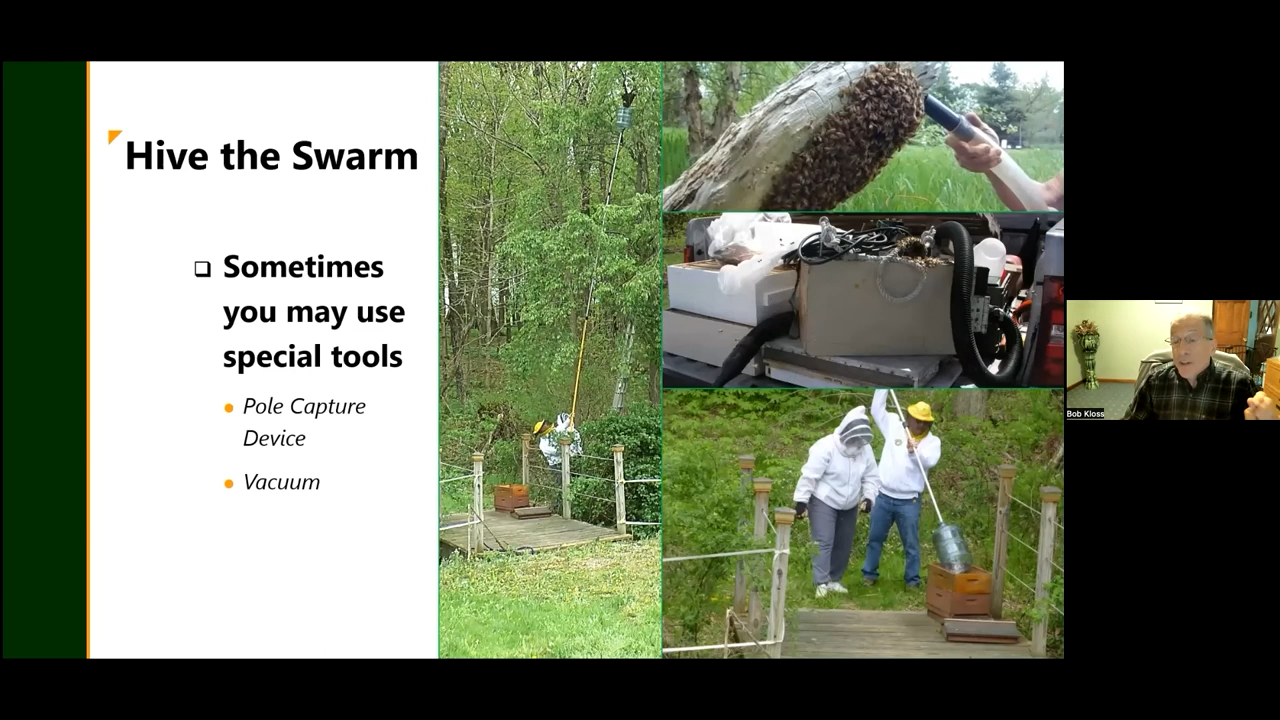 Hive the Swarm
Sometimes
you may use
special tools
Pole Capture
Device
Vacuum
Bob Kloss